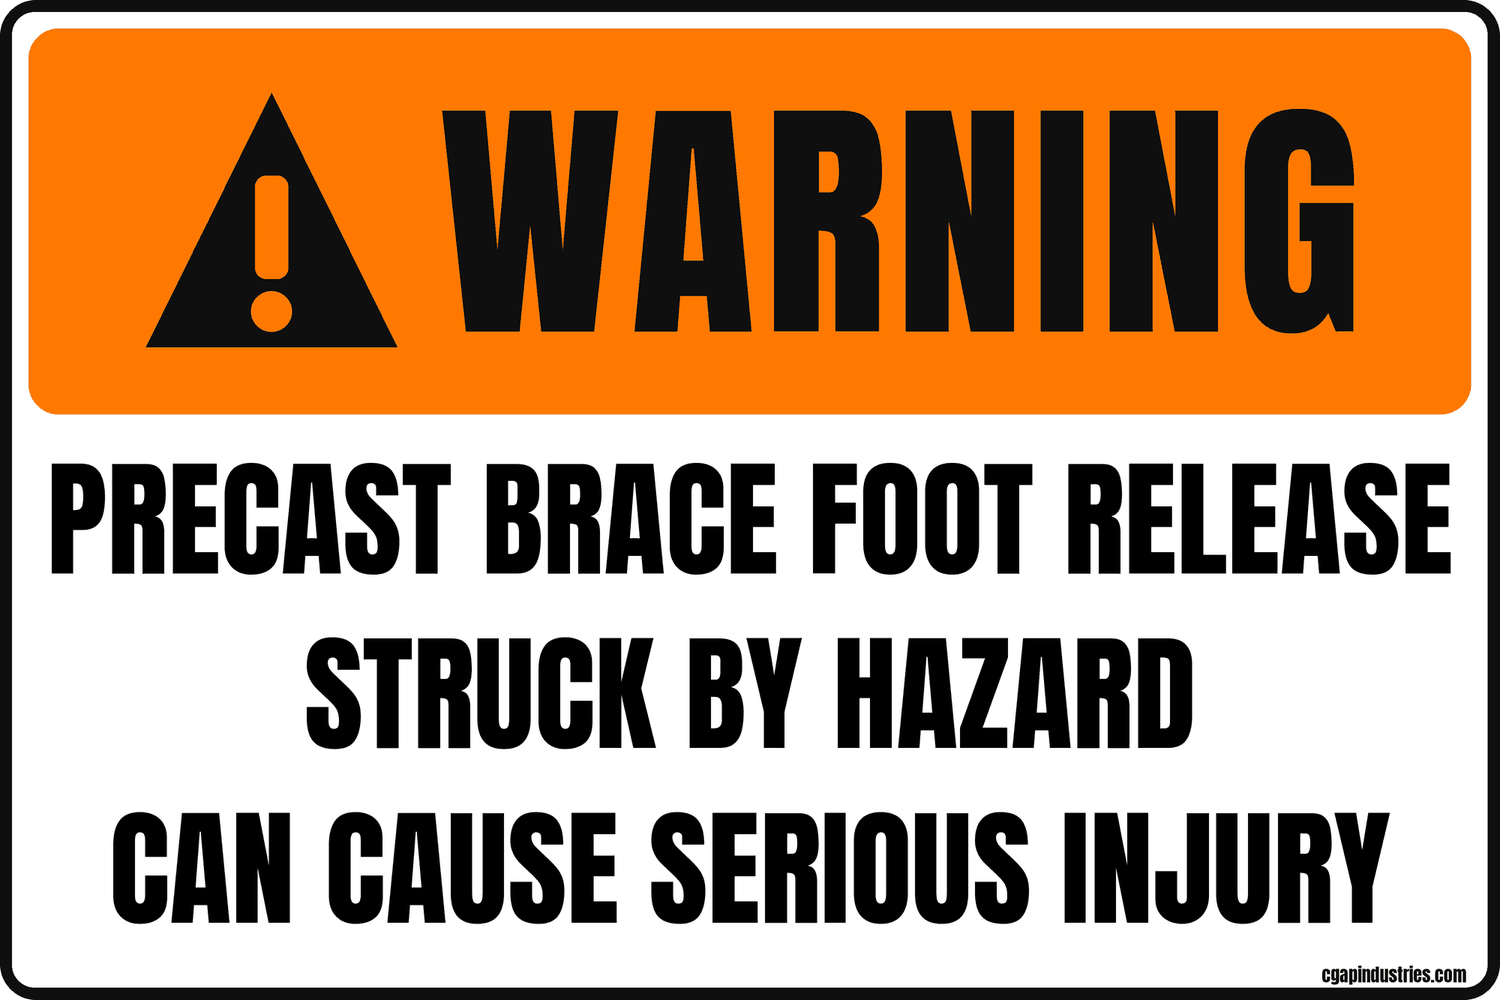 WARNING
PRECAST BRACE FOOT RELEASE
STRUCK BY HAZARD
CAN CAUSE SERIOUS INJURY
cgapindustries.com